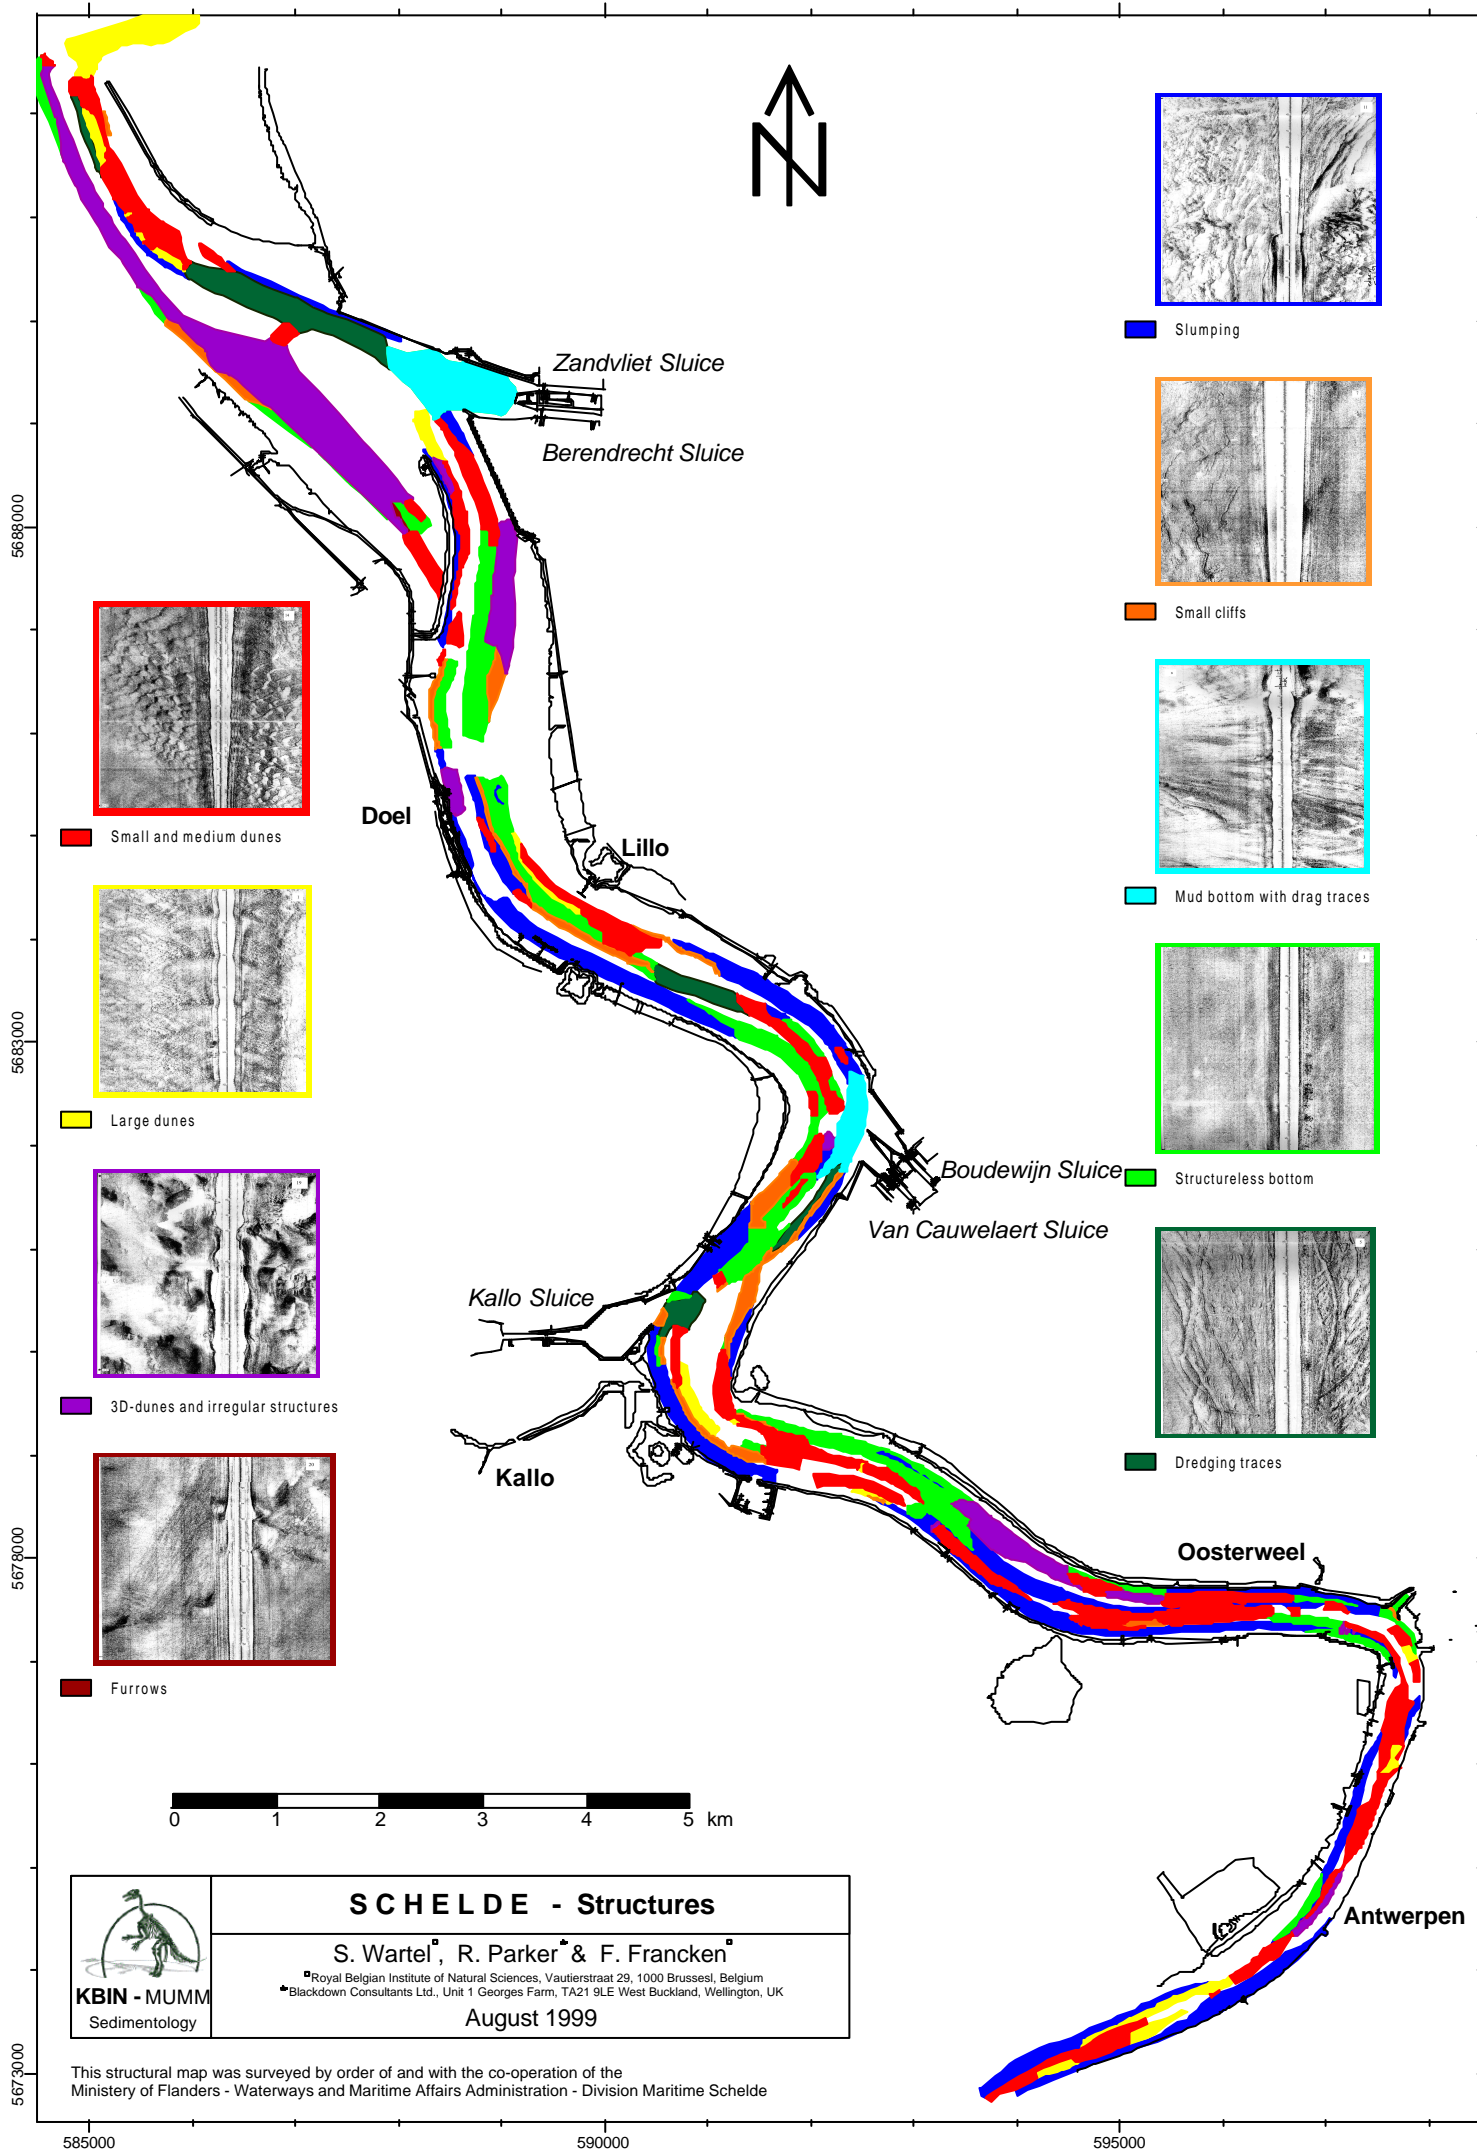 Zandvliet Sluice
Berendrecht Sluice
Slumping
Small cliffs
Small and medium dunes
Doel
Lillo
Mud bottom with drag traces
Large dunes
Boudewijn Sluice
Structureless bottom
Van Cauwelaert Sluice
Kallo Sluice
3D-dunes and irregular structures
Kallo
Dredging traces
Oosterweel
Furrows
Antwerpen
N
5688000
5683000
5678000
5673000
0 1 2 3 4 5 km
SCHELDE - Structures
S. Wartel, R. Parker & F. Francken
Royal Belgian Institute of Natural Sciences, Vautierstraat 29, 1000 Brussesl, Belgium
Blackdown Consultants Ltd., Unit 1 Georges Farm, TA21 9LE West Buckland, Wellington, UK
August 1999
KBIN - MUMM
Sedimentology
This structural map was surveyed by order of and with the co-operation of the
Ministry of Flanders - Waterways and Maritime Affairs Administration - Division Maritime Schelde
585000 590000 595000